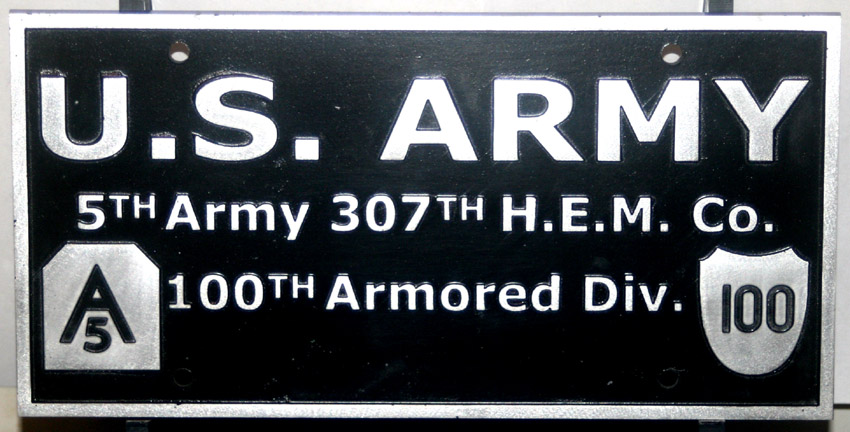 U.S. ARMY
5TH Army 307TH H.E.M. Co.
100TH Armored Div.
A
5
100